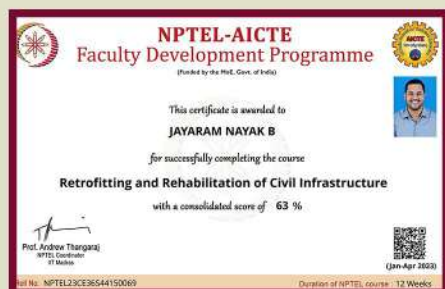 NPTEL-AICTE
Faculty Development Programme
(Funded by the MoE, Govt. of India)
This certificate is awarded to
JAYARAM NAYAK B
for successfully completing the course
Retrofitting and Rehabilitation of Civil Infrastructure
with a consolidated score of 63 %
Prof. Andrew Thangaraj
NPTEL Coordinator
IIT Madras
(Jan-Apr 2023)
Roll No: NPTEL23CE36S44150069
Duration of NPTEL course : 12 Weeks